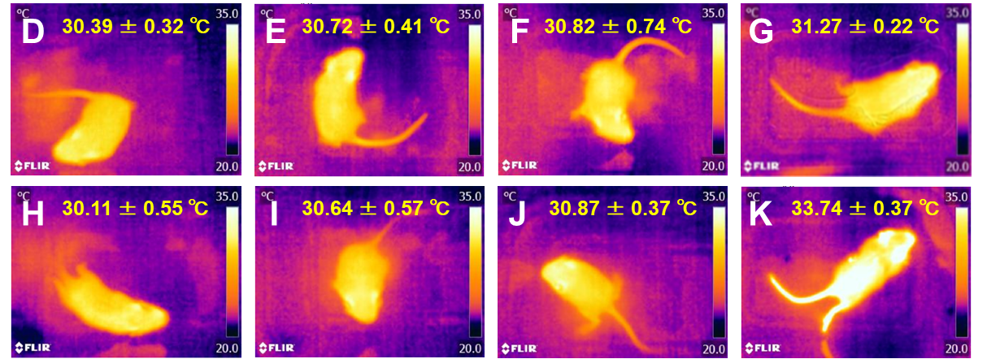 °C D 30.39 ± 0.32 °C 35.0
FLIR 20.0
°C E 30.72 ± 0.41 °C 35.0
FLIR 20.0
°C F 30.82 ± 0.74 °C 35.0
FLIR 20.0
°C G 31.27 ± 0.22 °C 35.0
FLIR 20.0
°C H 30.11 ± 0.55 °C 35.0
FLIR 20.0
°C I 30.64 ± 0.57 °C 35.0
FLIR 20.0
°C J 30.87 ± 0.37 °C 35.0
FLIR 20.0
°C K 33.74 ± 0.37 °C 35.0
FLIR 20.0